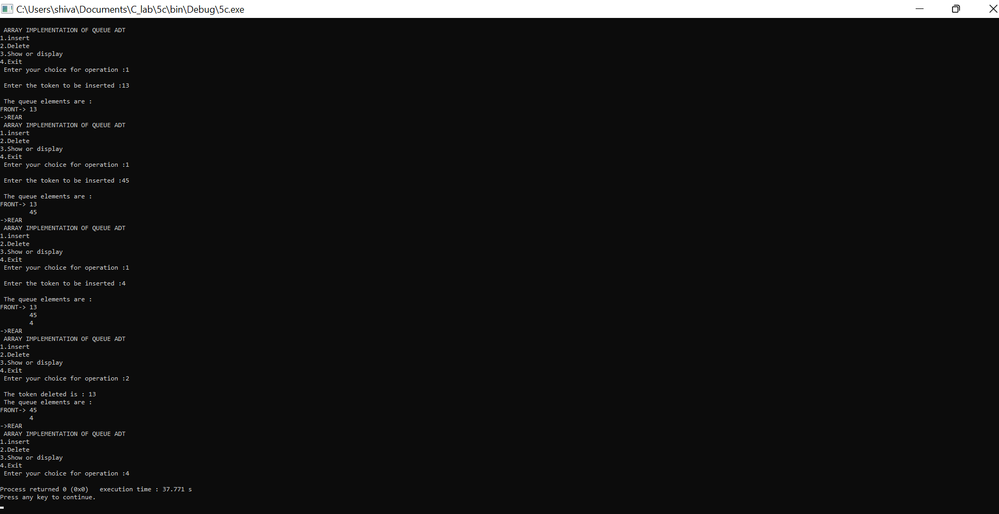 C:\Users\shiva\Documents\C_lab\5c\bin\Debug\5c.exe
ARRAY IMPLEMENTATION OF QUEUE ADT
1.insert
2.Delete
3.Show or display
4.Exit
Enter your choice for operation :1
Enter the token to be inserted :13
The queue elements are :
FRONT-> 13
->REAR
ARRAY IMPLEMENTATION OF QUEUE ADT
1.insert
2.Delete
3.Show or display
4.Exit
Enter your choice for operation :1
Enter the token to be inserted :45
The queue elements are :
FRONT-> 13
45
->REAR
ARRAY IMPLEMENTATION OF QUEUE ADT
1.insert
2.Delete
3.Show or display
4.Exit
Enter your choice for operation :1
Enter the token to be inserted :4
The queue elements are :
FRONT-> 13
45
4
->REAR
ARRAY IMPLEMENTATION OF QUEUE ADT
1.insert
2.Delete
3.Show or display
4.Exit
Enter your choice for operation :2
The token deleted is : 13
The queue elements are :
FRONT-> 45
4
->REAR
ARRAY IMPLEMENTATION OF QUEUE ADT
1.insert
2.Delete
3.Show or display
4.Exit
Enter your choice for operation :4
Process returned 0 (0x0)   execution time : 37.771 s
Press any key to continue.